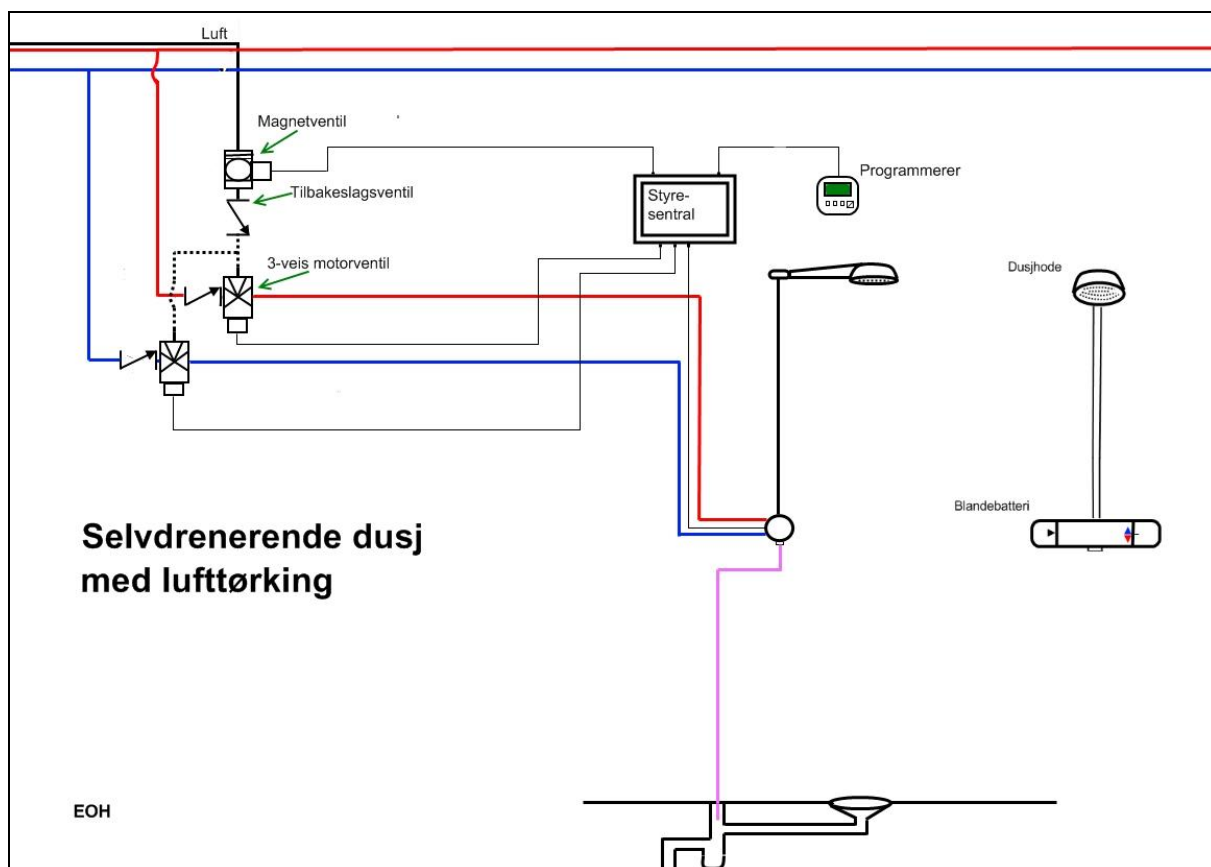 Luft
Magnetventil
Programmerer
Tilbakeslagsventil
Styre-
sentral
3-veis motorventil
Dusjhode
Blandebatteri
Selvdrenerende dusj
med lufttørking
EOH